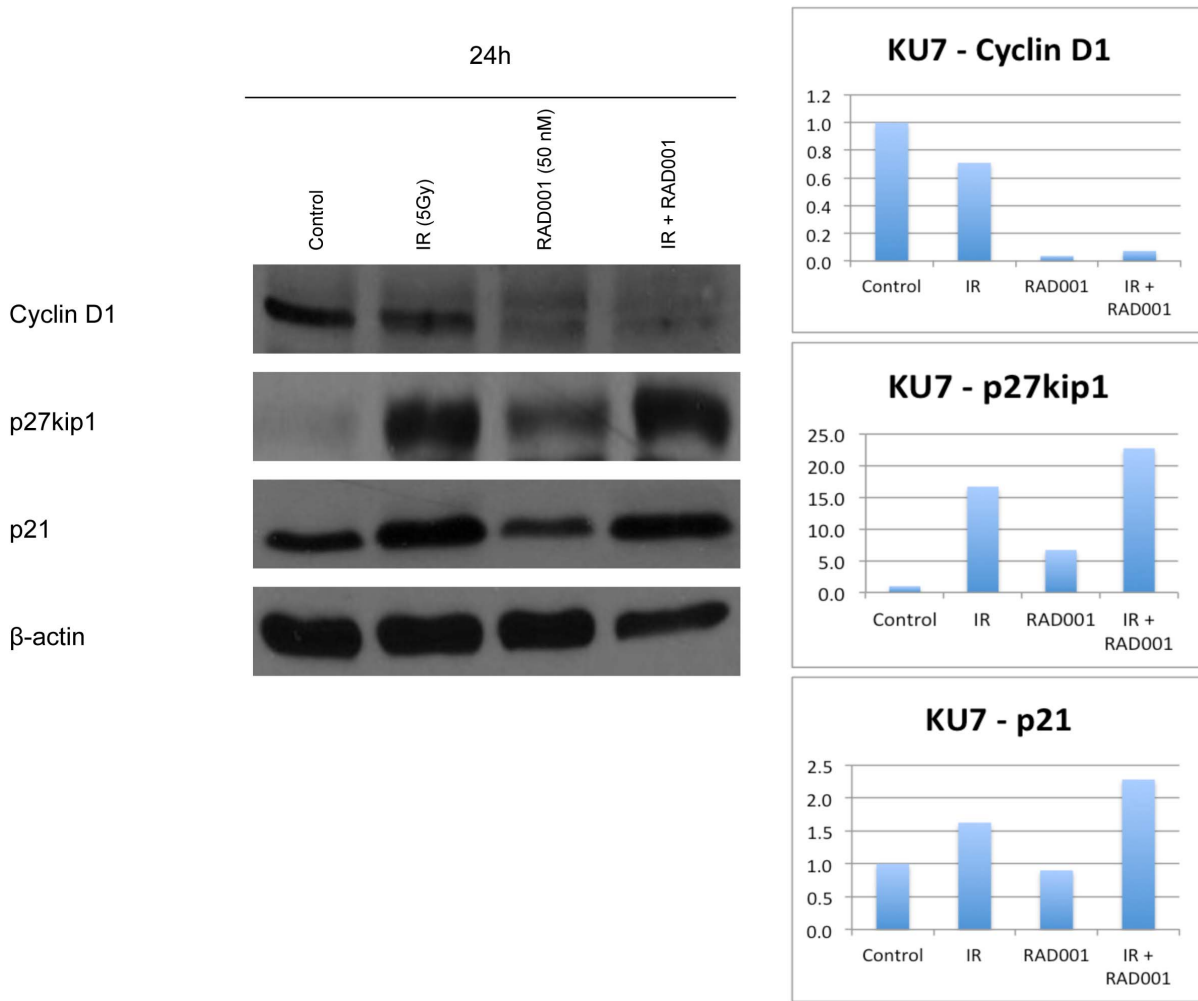 24h
Control
IR (5Gy)
RAD001 (50 nM)
IR + RAD001
Cyclin D1
p27kip1
p21
β-actin
KU7 - Cyclin D1
1.2
1.0
0.8
0.6
0.4
0.2
0.0
Control IR RAD001 IR +
RAD001
KU7 - p27kip1
25.0
20.0
15.0
10.0
5.0
0.0
Control IR RAD001 IR +
RAD001
KU7 - p21
2.5
2.0
1.5
1.0
0.5
0.0
Control IR RAD001 IR +
RAD001